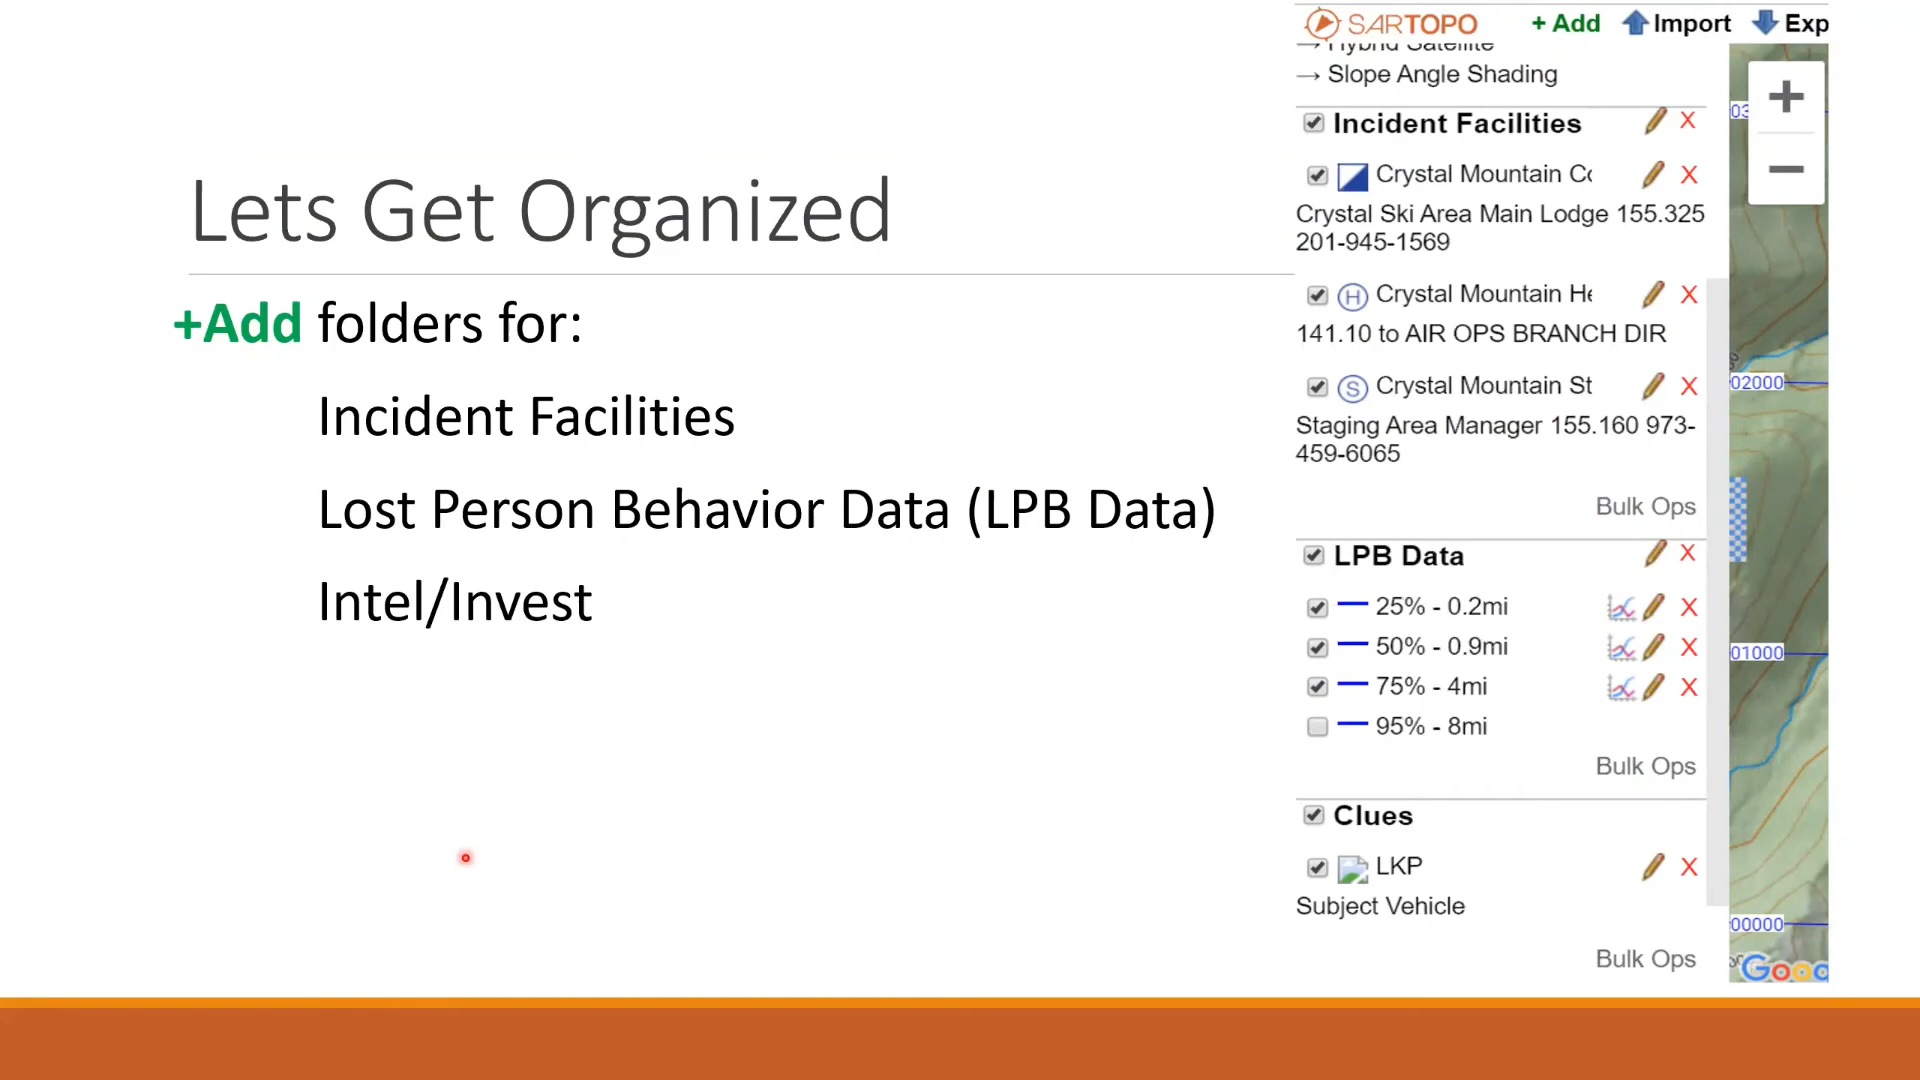 Lets Get Organized
+Add folders for:
Incident Facilities
Lost Person Behavior Data (LPB Data)
Intel/Invest
SARTOPO + Add Import Exp
→ Hybrid Satellite
→ Slope Angle Shading
Incident Facilities X
Crystal Mountain Co X
Crystal Ski Area Main Lodge 155.325
201-945-1569
H Crystal Mountain He X
141.10 to AIR OPS BRANCH DIR
S Crystal Mountain St X
Staging Area Manager 155.160 973-
459-6065
Bulk Ops
LPB Data X
25% - 0.2mi X
50% - 0.9mi X
75% - 4mi X
95% - 8mi
Bulk Ops
Clues
LKP X
Subject Vehicle
Bulk Ops
+
−
03
02000
01000
00000
Goog